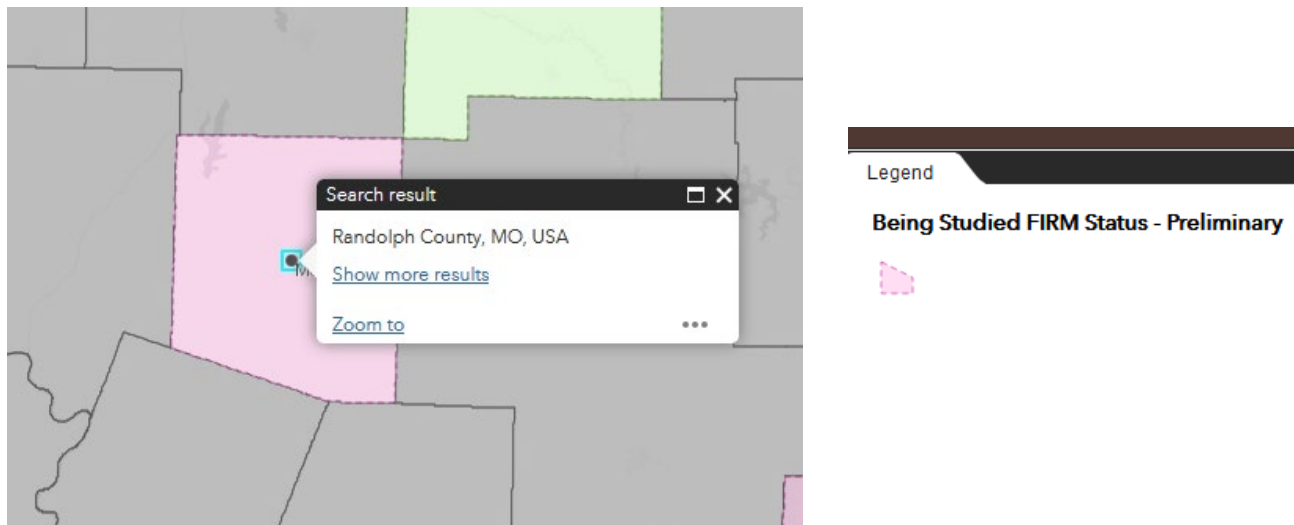 Search result
Randolph County, MO, USA
Show more results
Zoom to
Legend
Being Studied FIRM Status - Preliminary